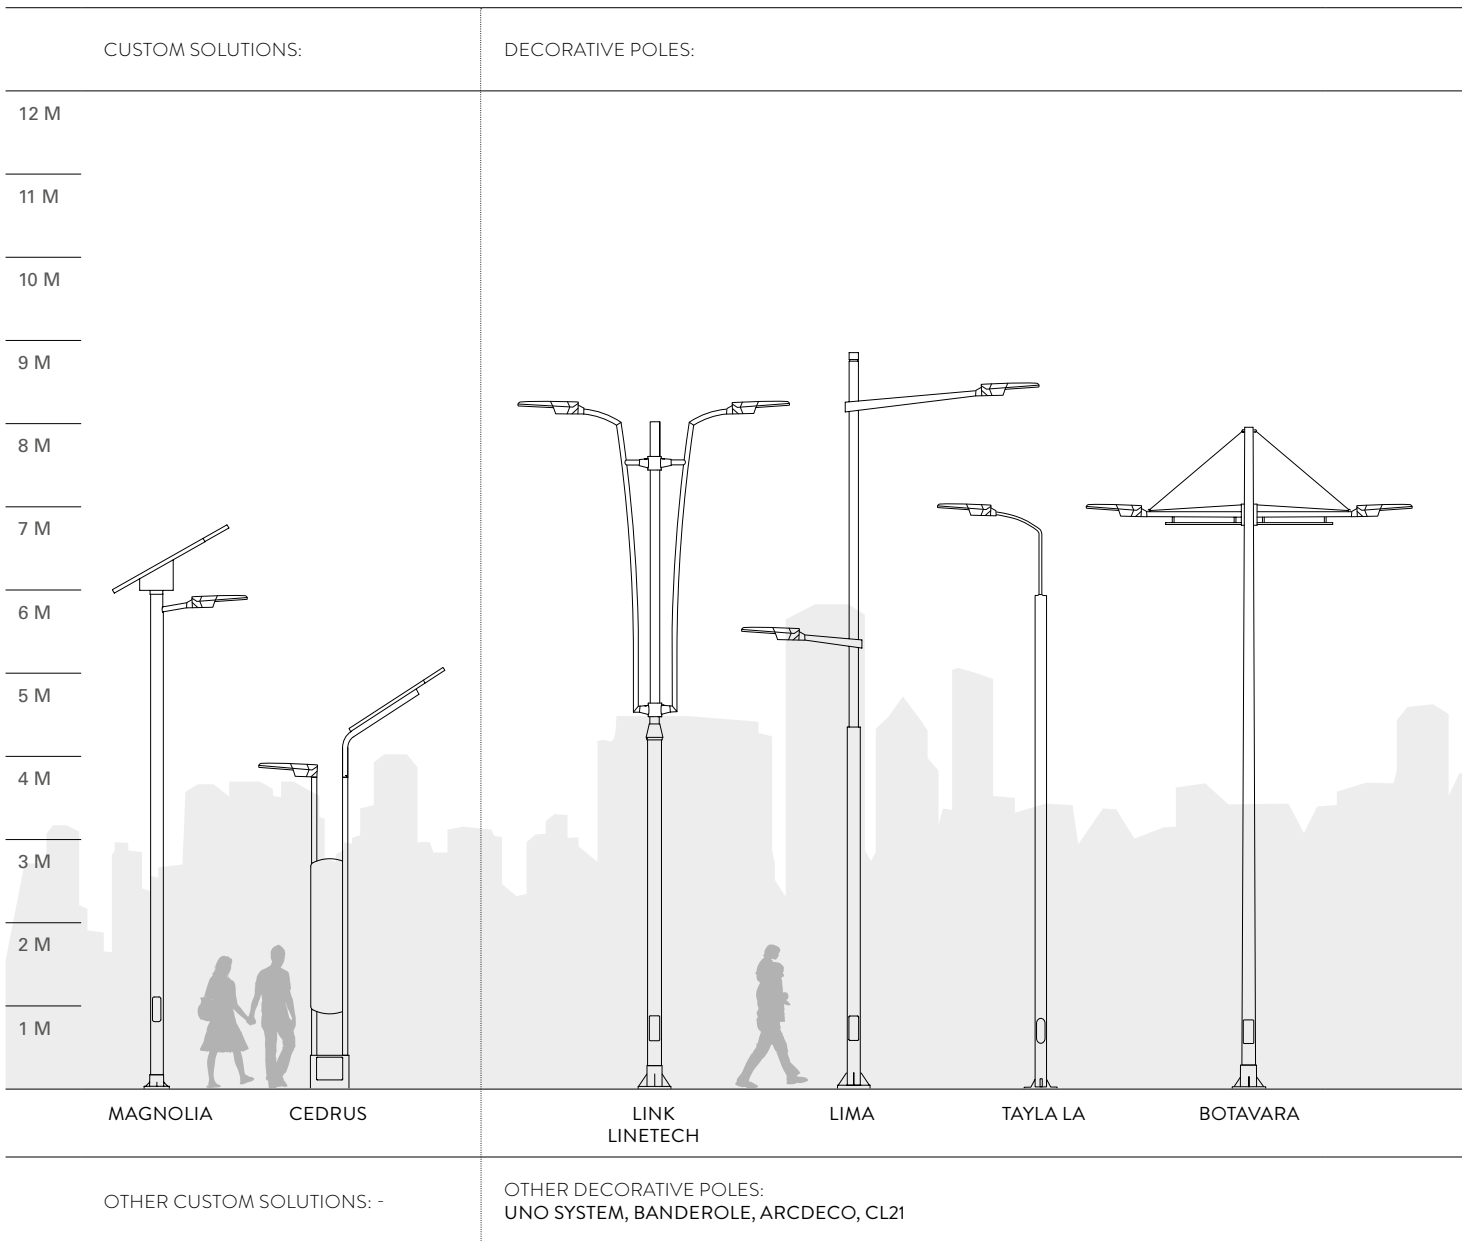 CUSTOM SOLUTIONS:
DECORATIVE POLES:
12 M
11 M
10 M
9 M
8 M
7 M
6 M
5 M
4 M
3 M
2 M
1 M
MAGNOLIA
CEDRUS
LINK
LINETECH
LIMA
TAYLA LA
BOTAVARA
OTHER CUSTOM SOLUTIONS: -
OTHER DECORATIVE POLES:
UNO SYSTEM, BANDEROLE, ARCDECO, CL21